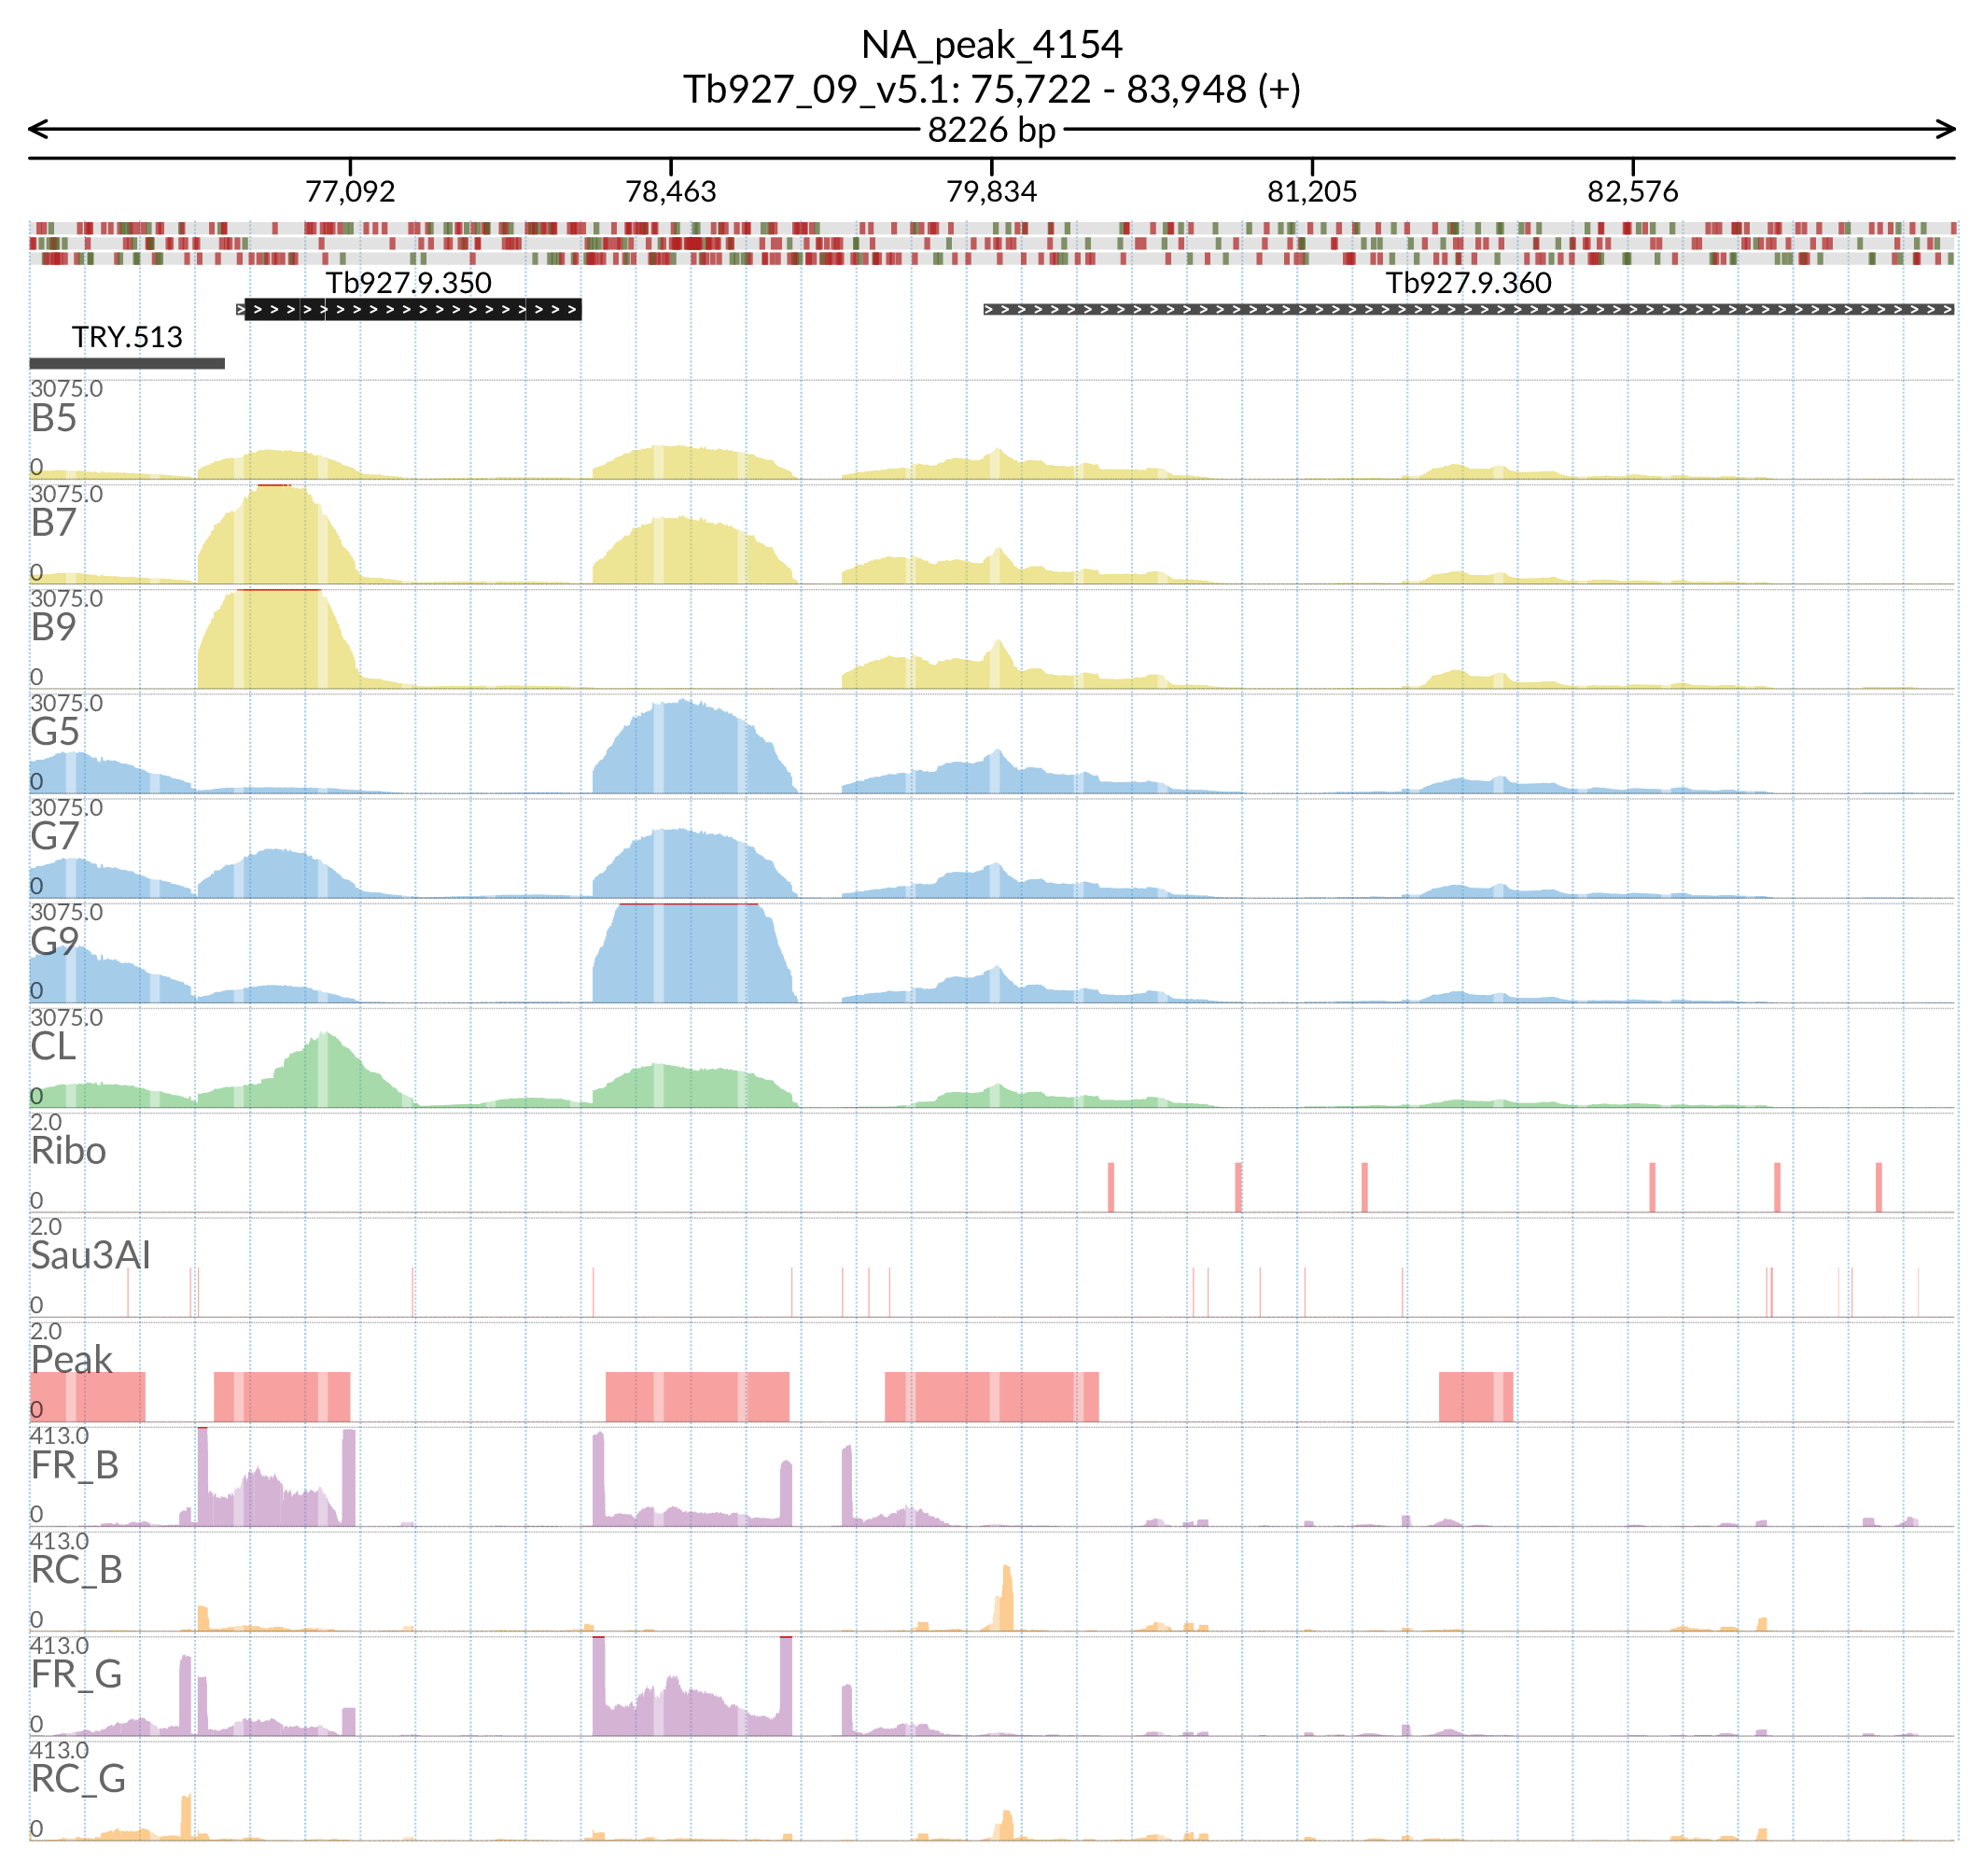 NA_peak_4154
Tb927_09_v5.1: 75,722 - 83,948 (+)
8226 bp
77,092 78,463 79,834 81,205 82,576
Tb927.9.350 Tb927.9.360
TRY.513
3075.0
B5
0
3075.0
B7
0
3075.0
B9
0
3075.0
G5
0
3075.0
G7
0
3075.0
G9
0
3075.0
CL
0
2.0
Ribo
0
2.0
Sau3AI
0
2.0
Peak
0
413.0
FR_B
0
413.0
RC_B
0
413.0
FR_G
0
413.0
RC_G
0